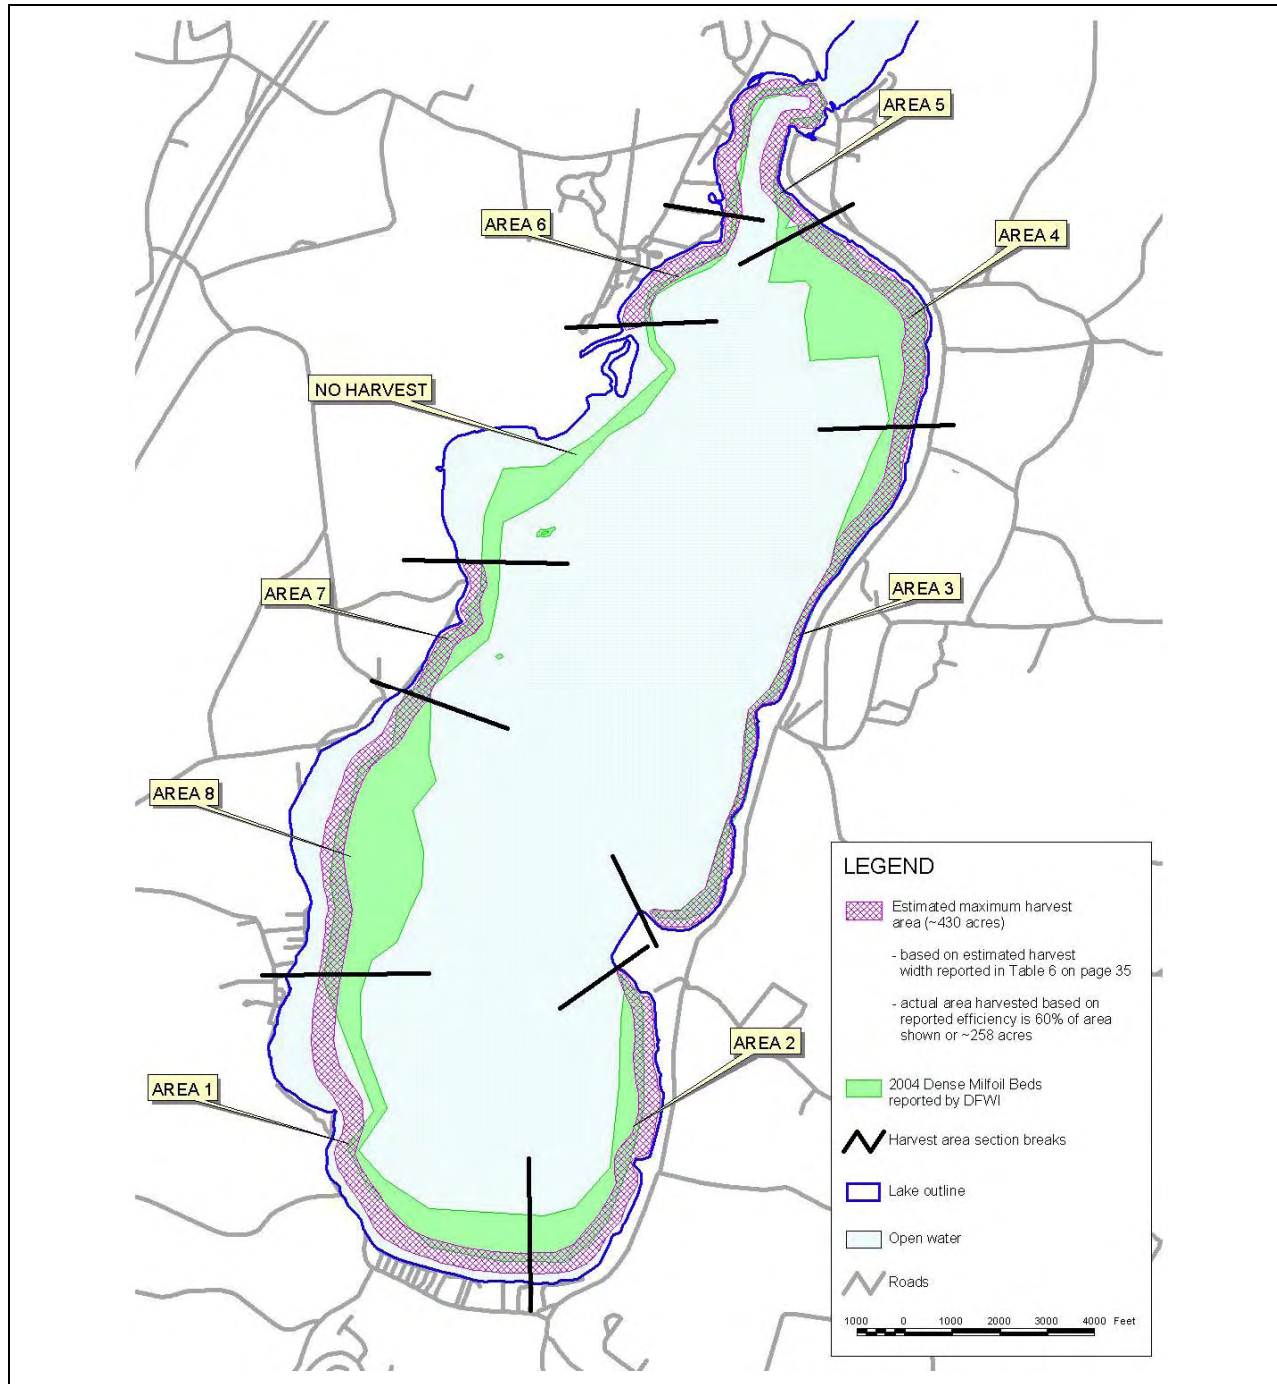 AREA 5
AREA 6
AREA 4
NO HARVEST
AREA 7
AREA 3
AREA 8
AREA 2
AREA 1
LEGEND
Estimated maximum harvest
area (~430 acres)
- based on estimated harvest
width reported in Table 6 on page 35
- actual area harvested based on
reported efficiency is 60% of area
shown or ~258 acres
2004 Dense Milfoil Beds
reported by DFWI
Harvest area section breaks
Lake outline
Open water
Roads
1000 0 1000 2000 3000 4000 Feet